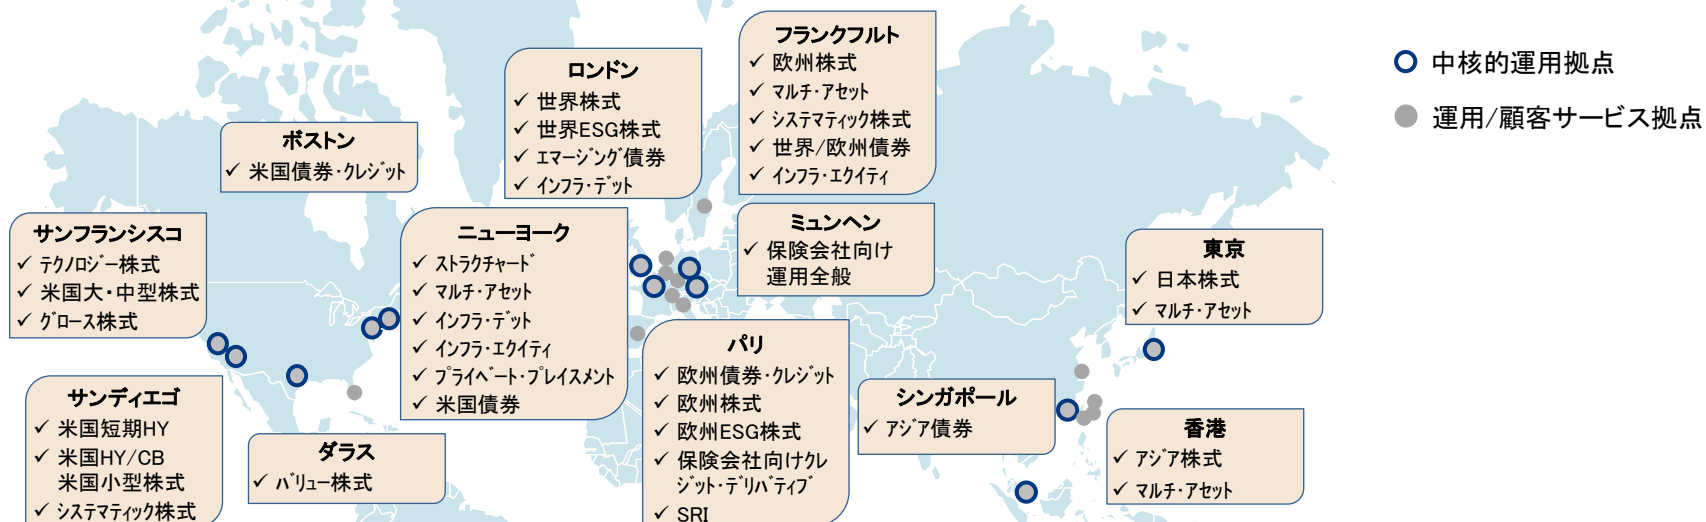 フランクフルト
✓ 欧州株式
✓ マルチ・アセット
✓ システマティック株式
✓ 世界/欧州債券
✓ インフラ・エクイティ
ロンドン
✓ 世界株式
✓ 世界ESG株式
✓ エマージング債券
✓ インフラ・デット
中核的運用拠点
運用/顧客サービス拠点
ボストン
✓ 米国債券・クレジット
サンフランシスコ
✓ テクノロジー株式
✓ 米国大・中型株式
✓ グロース株式
ニューヨーク
✓ ストラクチャード
✓ マルチ・アセット
✓ インフラ・デット
✓ インフラ・エクイティ
✓ プライベート・プレイスメント
✓ 米国債券
ミュンヘン
✓ 保険会社向け
運用全般
東京
✓ 日本株式
✓ マルチ・アセット
パリ
✓ 欧州債券・クレジット
✓ 欧州株式
✓ 欧州ESG株式
✓ 保険会社向けクレ
ジット・デリバティブ
✓ SRI
サンディエゴ
✓ 米国短期HY
✓ 米国HY/CB
米国小型株式
✓ システマティック株式
ダラス
✓ バリュー株式
シンガポール
✓ アジア債券
香港
✓ アジア株式
✓ マルチ・アセット